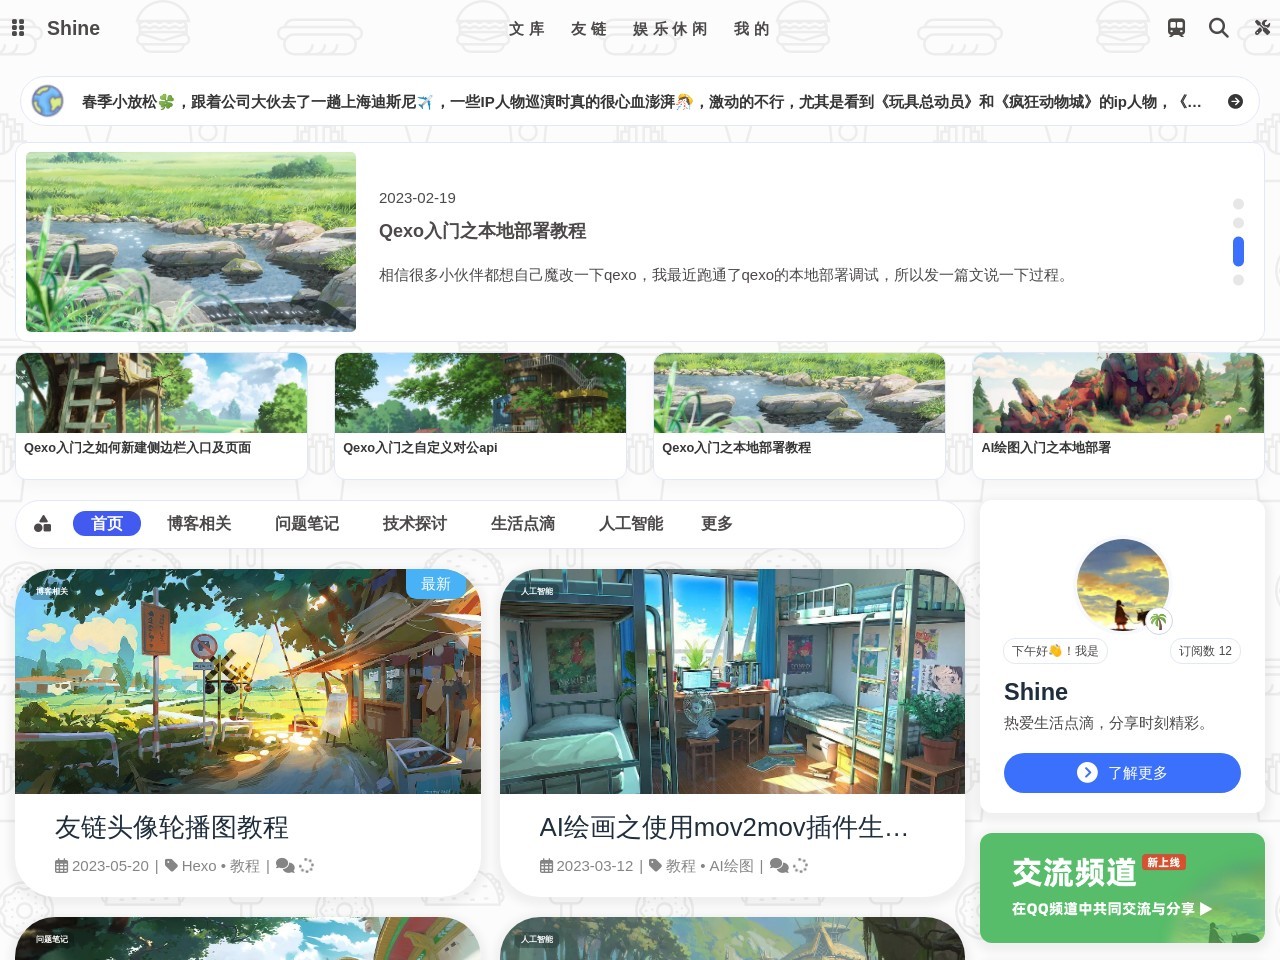 Shine
文库 友链 娱乐休闲 我的
春季小放松🍀，跟着公司大伙去了一趟上海迪斯尼✈️，一些IP人物巡演时真的很心血澎湃，激动的不行，尤其是看到《玩具总动员》和《疯狂动物城》的ip人物，《…
2023-02-19
Qexo入门之本地部署教程
相信很多小伙伴都想自己魔改一下qexo，我最近跑通了qexo的本地部署调试，所以发一篇文说一下过程。
Qexo入门之如何新建侧边栏入口及页面
Qexo入门之自定义对公api
Qexo入门之本地部署教程
AI绘图入门之本地部署
首页 博客相关 问题笔记 技术探讨 生活点滴 人工智能 更多
博客相关
最新
友链头像轮播图教程
2023-05-20 | Hexo • 教程 |
人工智能
AI绘画之使用mov2mov插件生…
2023-03-12 | 教程 • AI绘图 |
问题笔记
人工智能
下午好👋！我是
订阅数 12
Shine
热爱生活点滴，分享时刻精彩。
了解更多
交流频道 新上线
在QQ频道中共同交流与分享 ▶